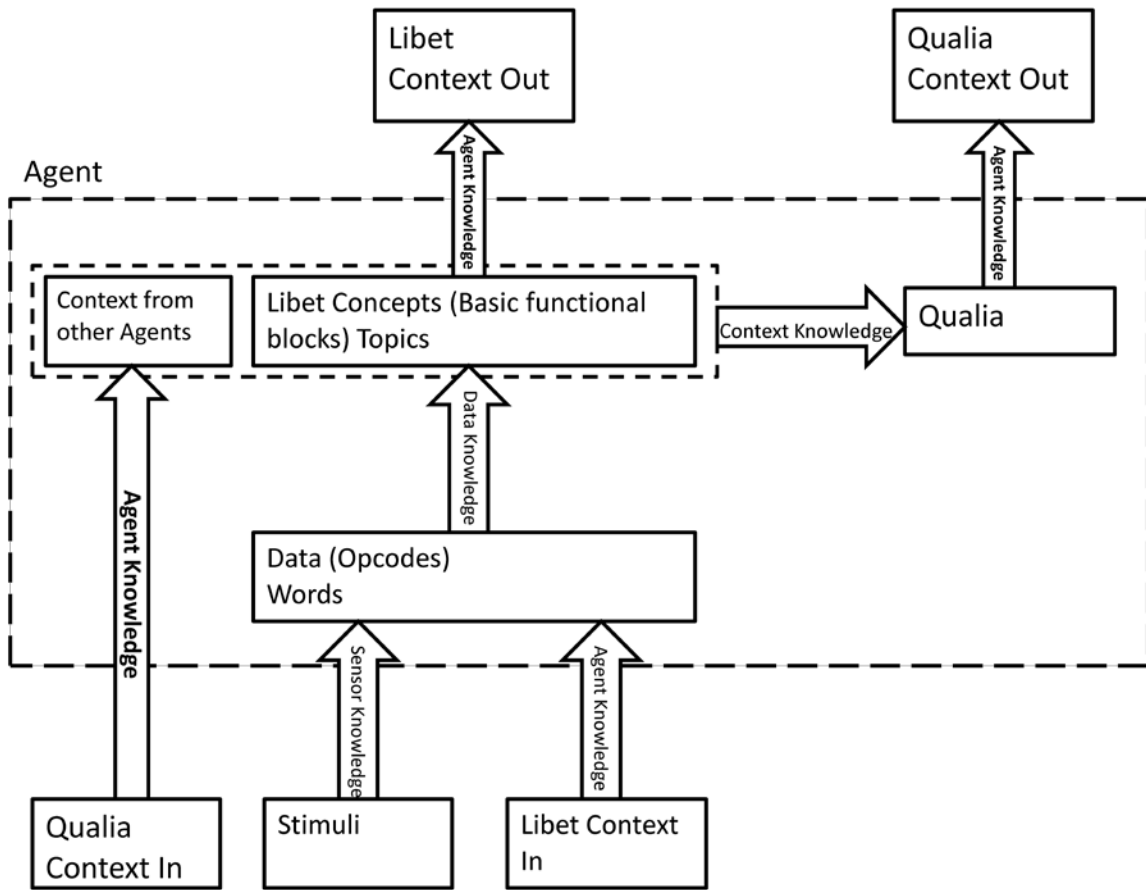 Libet
Context Out
Qualia
Context Out
Agent Knowledge
Agent Knowledge
Agent
Context from
other Agents
Libet Concepts (Basic functional
blocks) Topics
Context Knowledge
Qualia
Data Knowledge
Agent Knowledge
Data (Opcodes)
Words
Sensor Knowledge
Agent Knowledge
Qualia
Context In
Stimuli
Libet Context
In